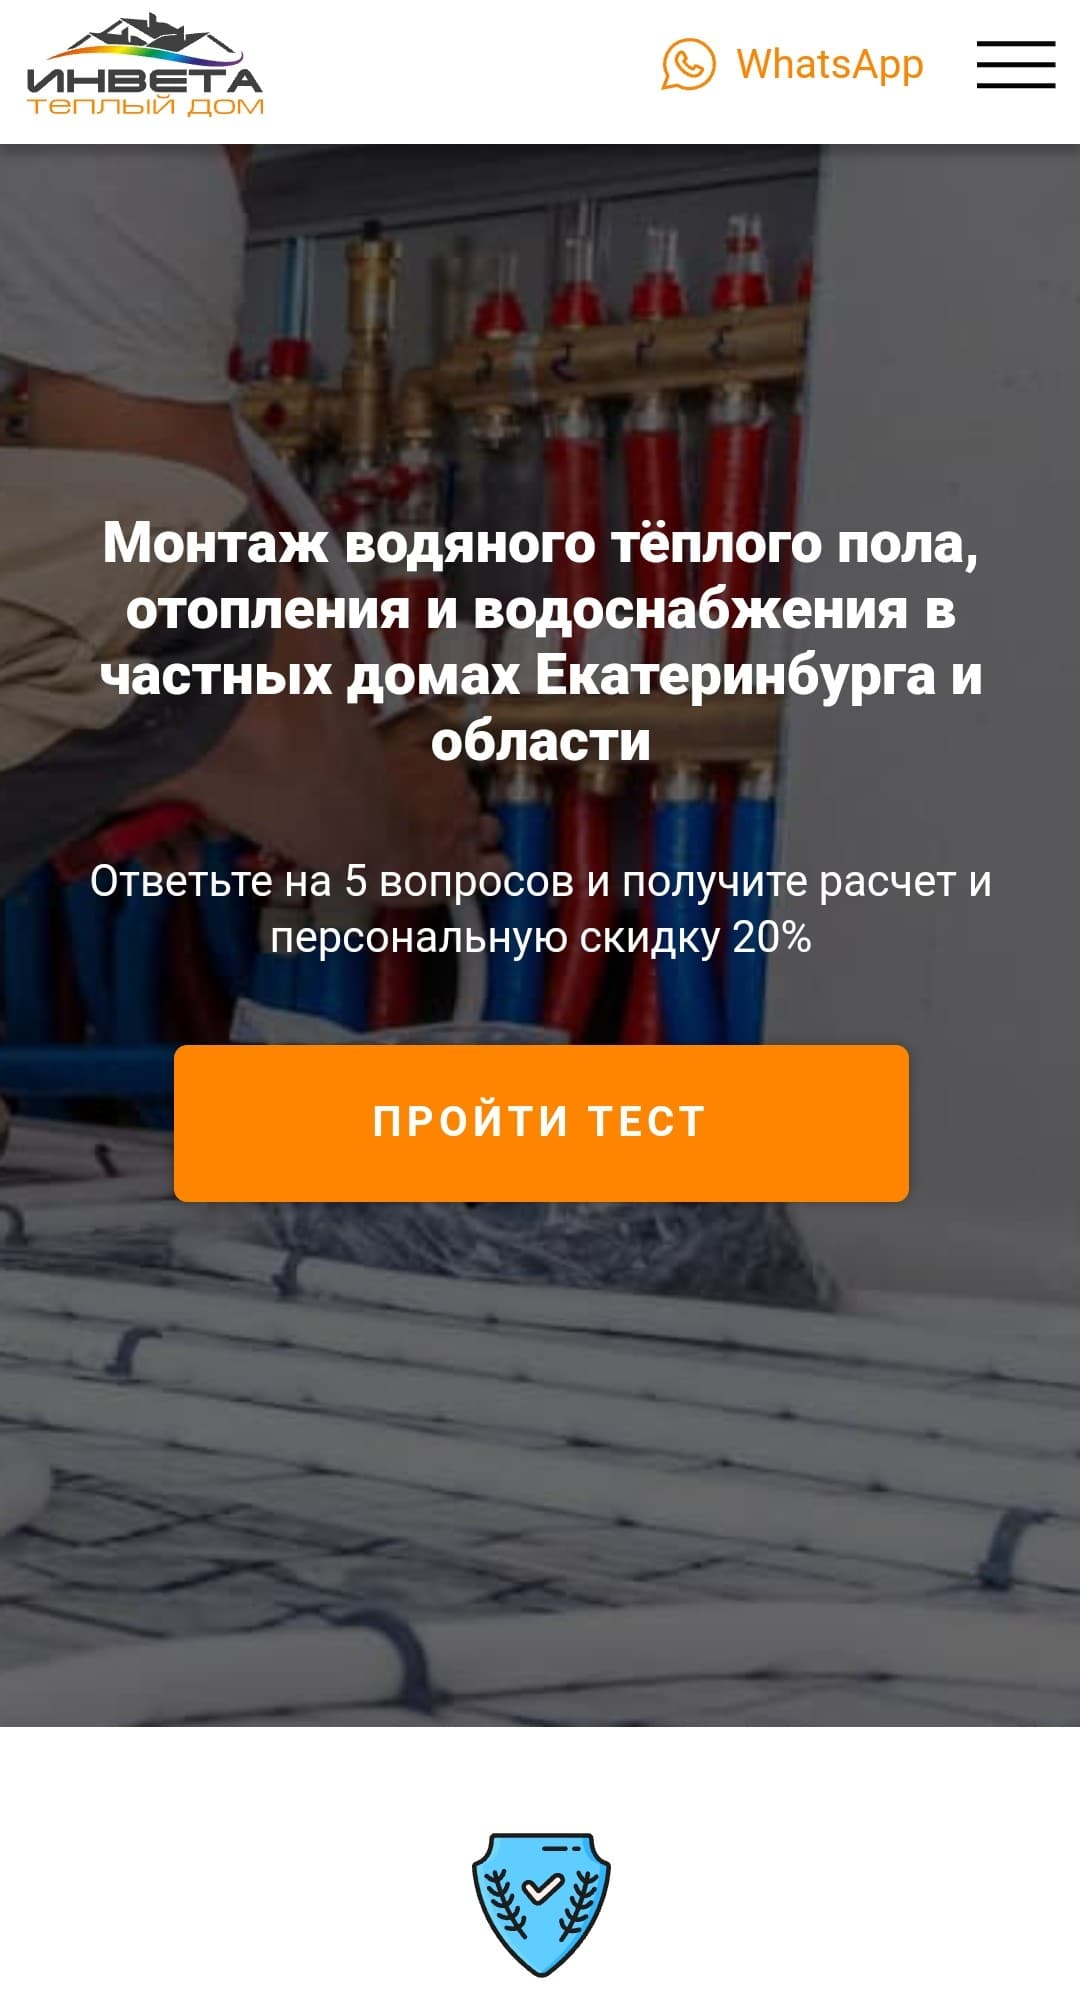 ИНВЕТА
ТЕПЛЫЙ ДОМ
WhatsApp
Монтаж водяного тёплого пола,
отопления и водоснабжения в
частных домах Екатеринбурга и
области
Ответьте на 5 вопросов и получите расчет и
персональную скидку 20%
ПРОЙТИ ТЕСТ